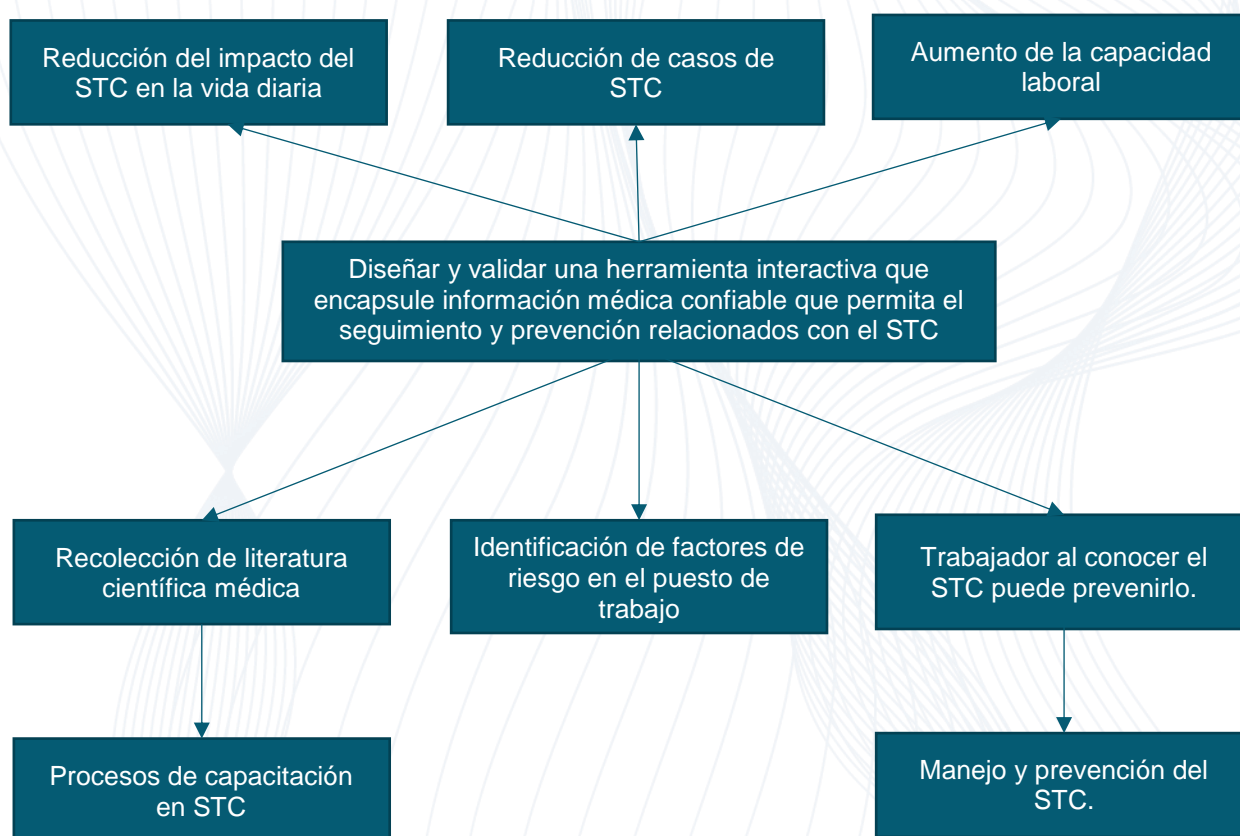 Reducción del impacto del
STC en la vida diaria
Reducción de casos de
STC
Aumento de la capacidad
laboral
Diseñar y validar una herramienta interactiva que
encapsule información médica confiable que permita el
seguimiento y prevención relacionados con el STC
Recolección de literatura
científica médica
Identificación de factores de
riesgo en el puesto de
trabajo
Trabajador al conocer el
STC puede prevenirlo.
Procesos de capacitación
en STC
Manejo y prevención del
STC.